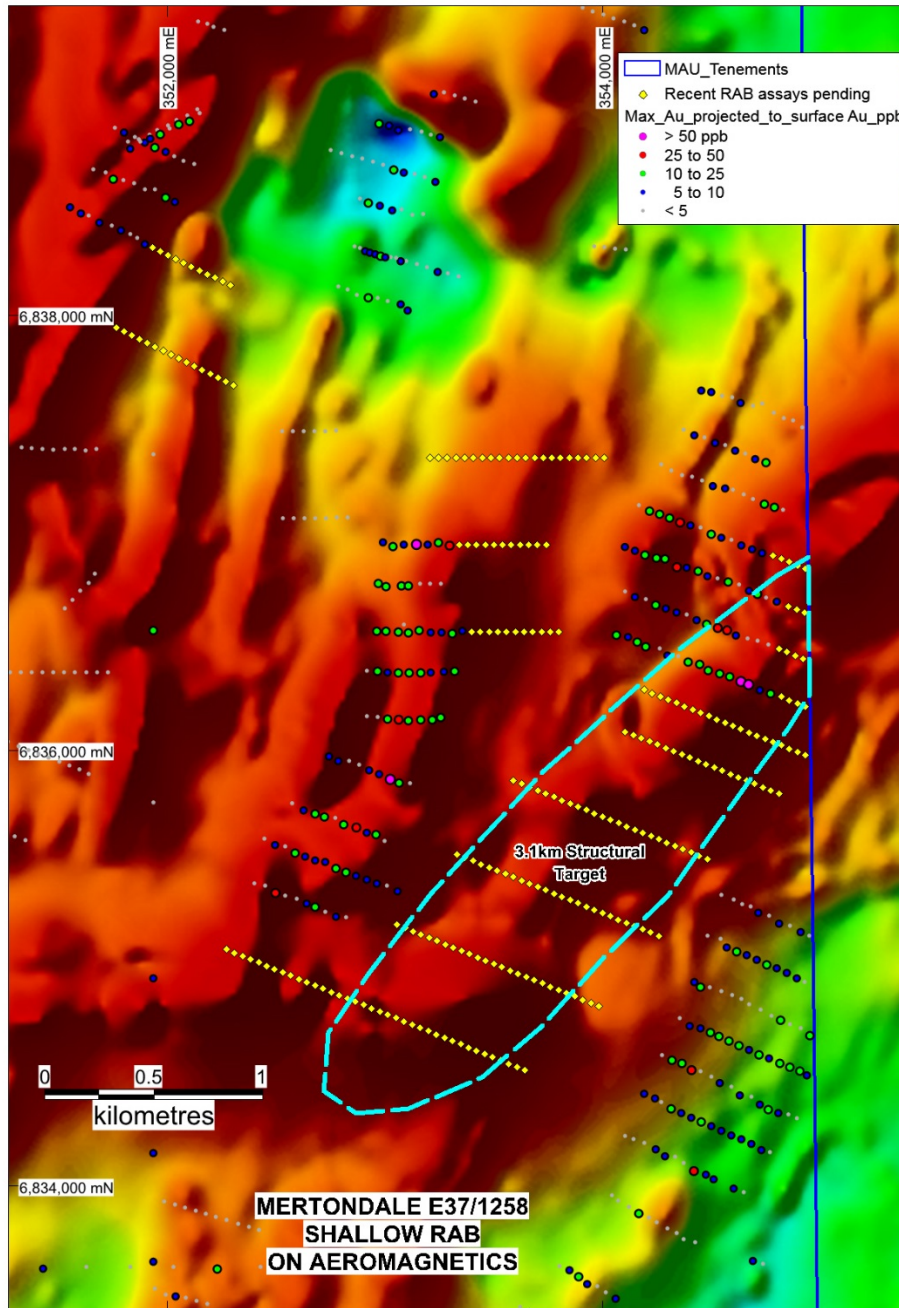 352,000 mE
354,000 mE
MAU_Tenements
Recent RAB assays pending
Max_Au_projected_to_surface Au_ppb
> 50 ppb
25 to 50
10 to 25
5 to 10
< 5
6,838,000 mN
6,836,000 mN
3.1km Structural
Target
0 0.5 1
kilometres
6,834,000 mN
MERTONDALE E37/1258
SHALLOW RAB
ON AEROMAGNETICS